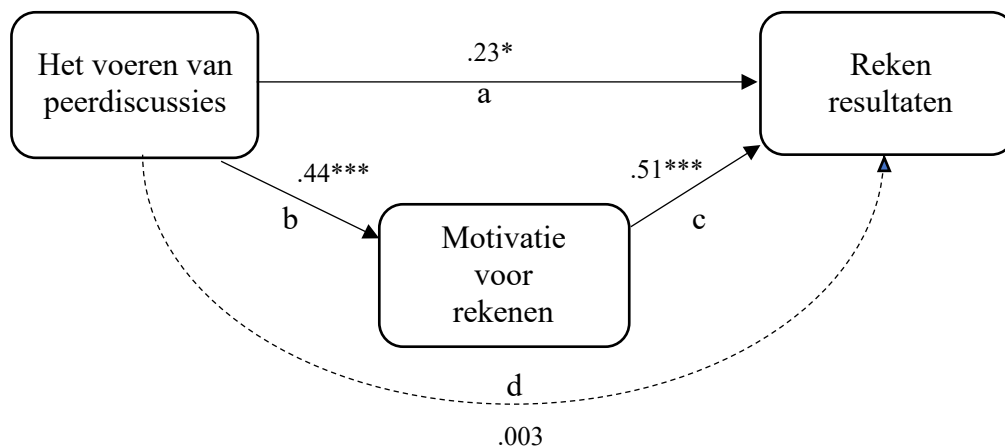 Het voeren van
peerdiscussies
.23*
a
Reken
resultaten
.44***
b
.51***
c
Motivatie
voor
rekenen
d
.003